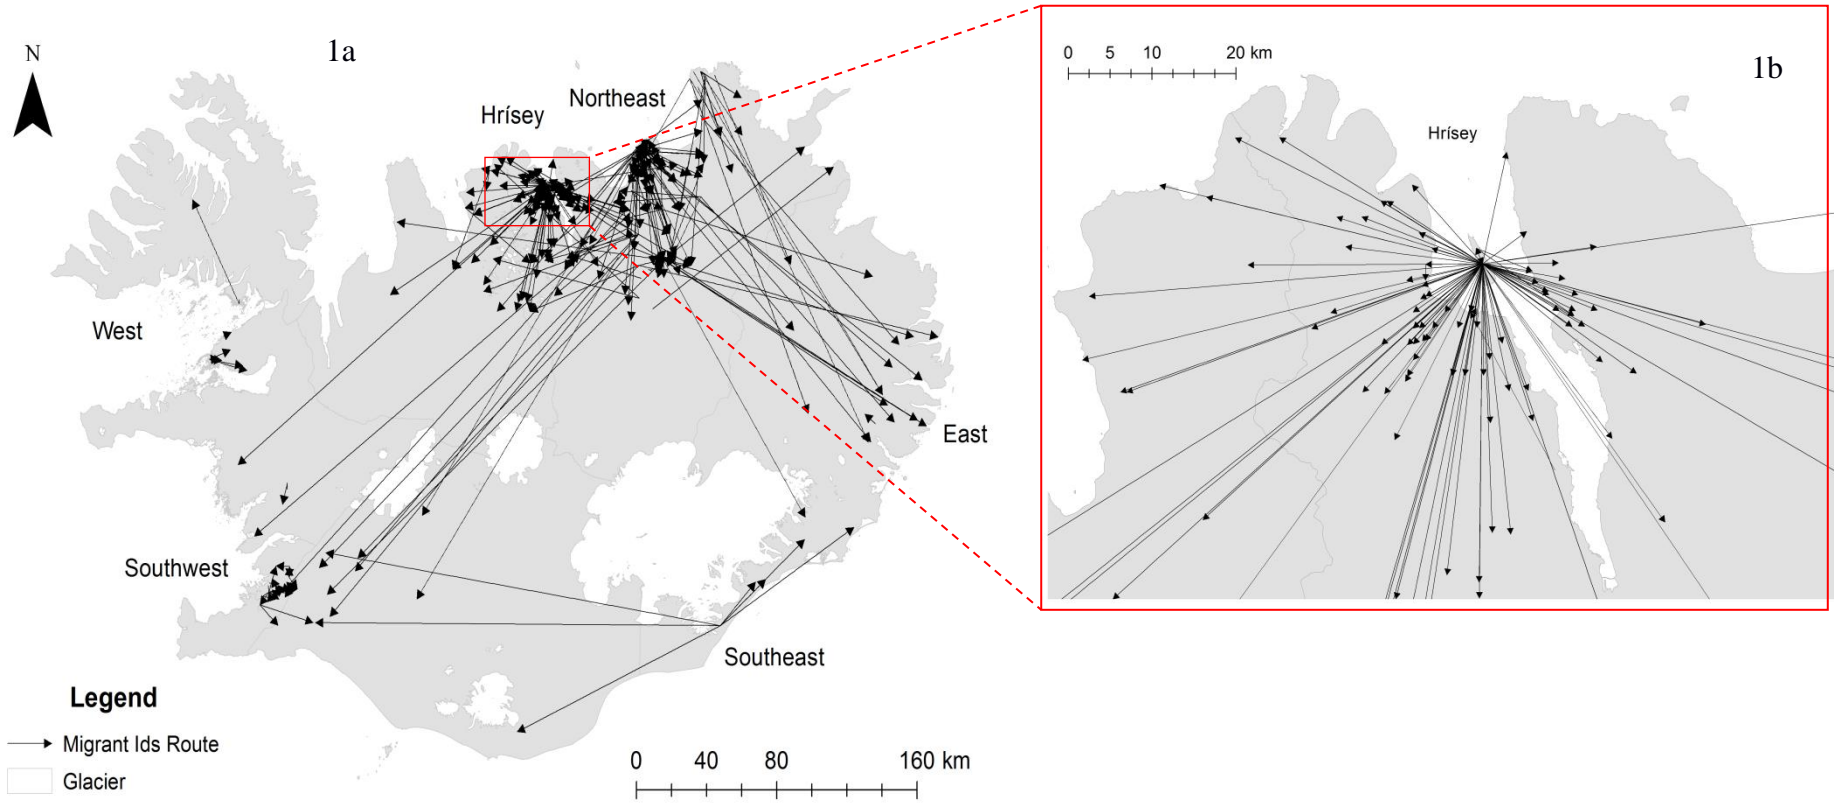 N
1a
Northeast
Hrísey
West
East
Southwest
Southeast
Legend
Migrant Ids Route
Glacier
0 40 80 160 km
0 5 10 20 km
1b
Hrísey